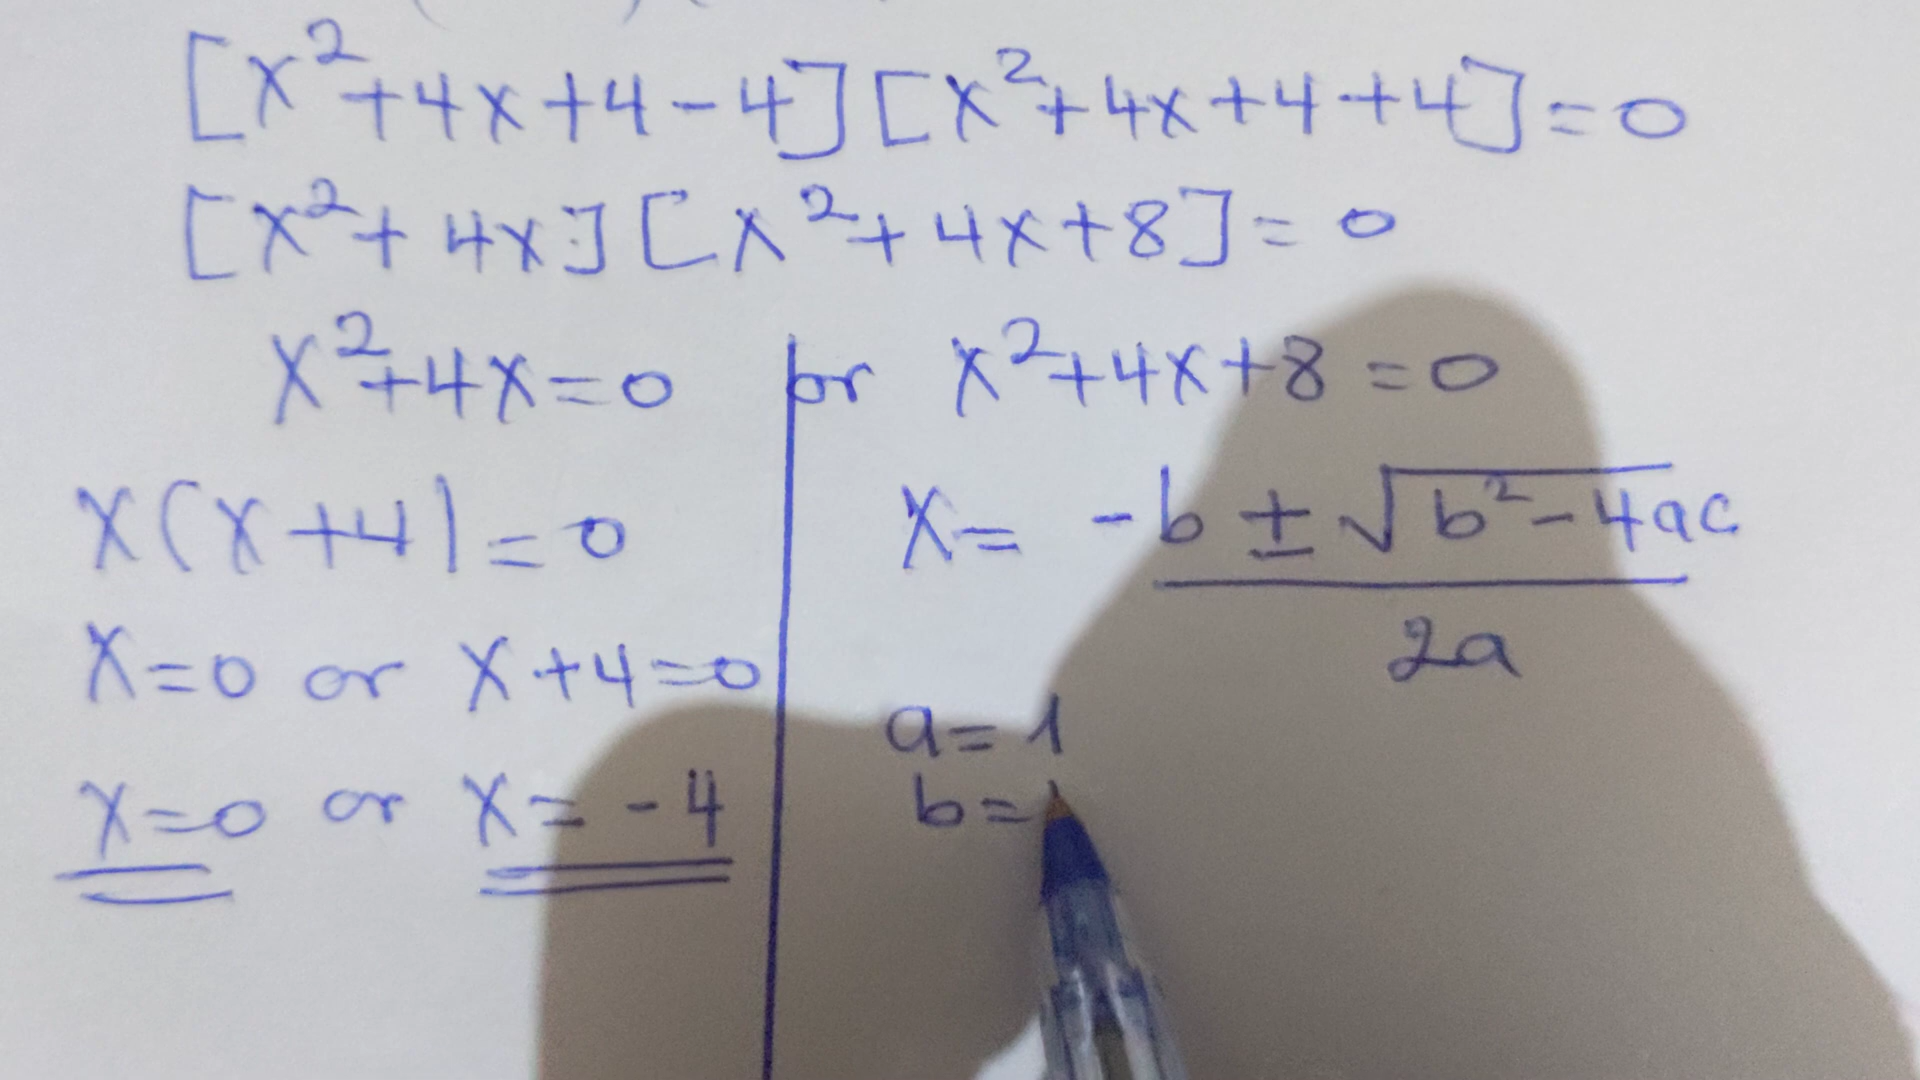 [x²+4x+4-4][x²+4x+4+4]=0
[x²+4x][x²+4x+8]=0
x²+4x=0 or x²+4x+8=0
x(x+4)=0
x=0 or x+4=0
x=0 or x=-4
x= -b±√b²-4ac
2a
a=1
b=